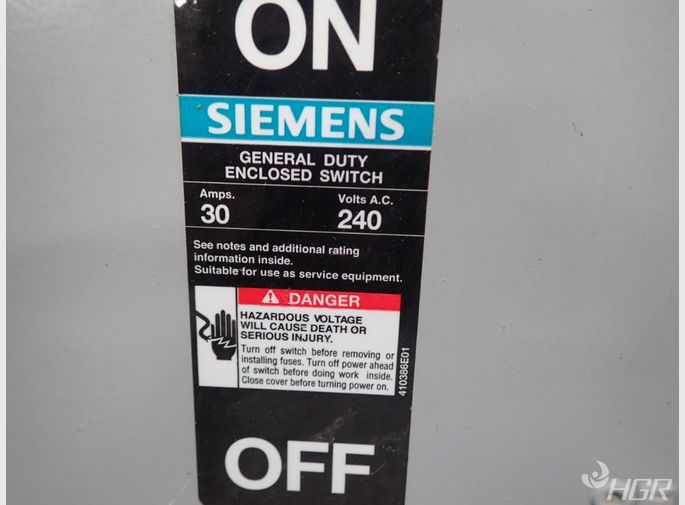 ON
SIEMENS
GENERAL DUTY
ENCLOSED SWITCH
Amps. Volts A.C.
30 240
See notes and additional rating
information inside.
Suitable for use as service equipment.
DANGER
HAZARDOUS VOLTAGE
WILL CAUSE DEATH OR
SERIOUS INJURY.
Turn off switch before removing or
installing fuses. Turn off power ahead
of switch before doing work inside.
Close cover before turning power on.
410386E01
OFF
HGR